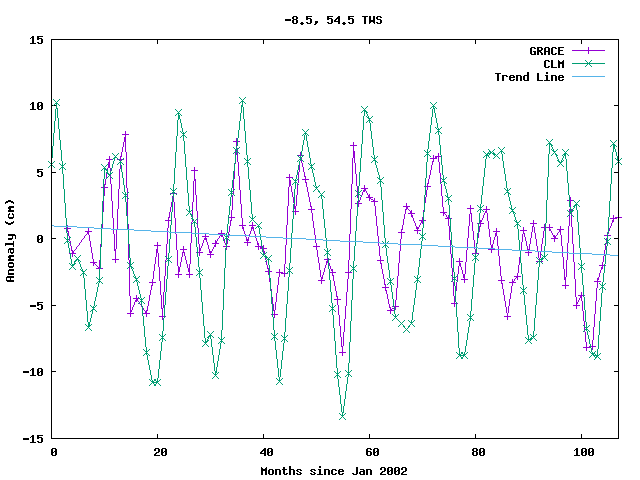 -8.5, 54.5 TWS
GRACE
CLM
Trend Line
Anomaly (cm)
15
10
5
0
-5
-10
-15
0 20 40 60 80 100
Months since Jan 2002